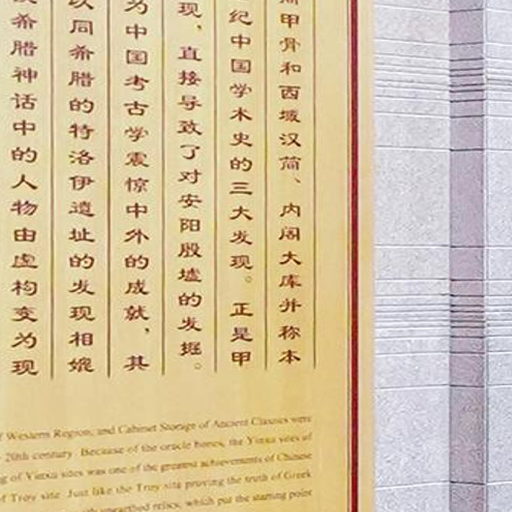 甲骨和西域汉简、内阁大库并称本
纪中国学术史的三大发现。正是甲
现，直接导致了对安阳殷墟的发掘。
为中国考古学震惊中外的成就，其
以同希腊的特洛伊遗址的发现相媲
希腊神话中的人物由虚构变为现
Western Region, and Cabinet Storage of Ancient Classics were
20th century. Because of the oracle bones, the Yinxu sites of
of Yinxu sites was one of the greatest achievements of Chinese
of Troy site. Just like the Troy site proving the truth of Greek
unearthed relics, which put the starting point